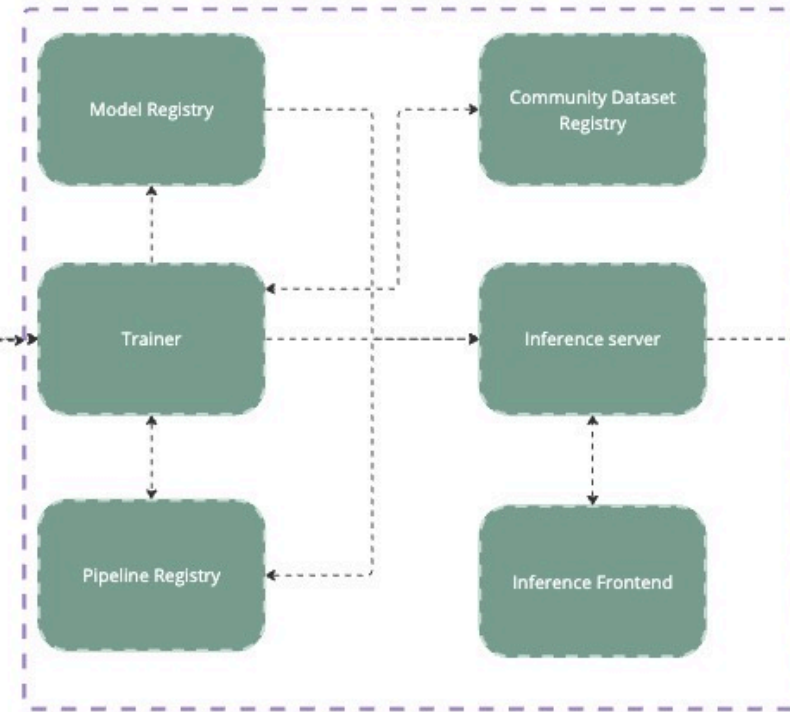 Model Registry
Community Dataset
Registry
Trainer
Inference server
Pipeline Registry
Inference Frontend